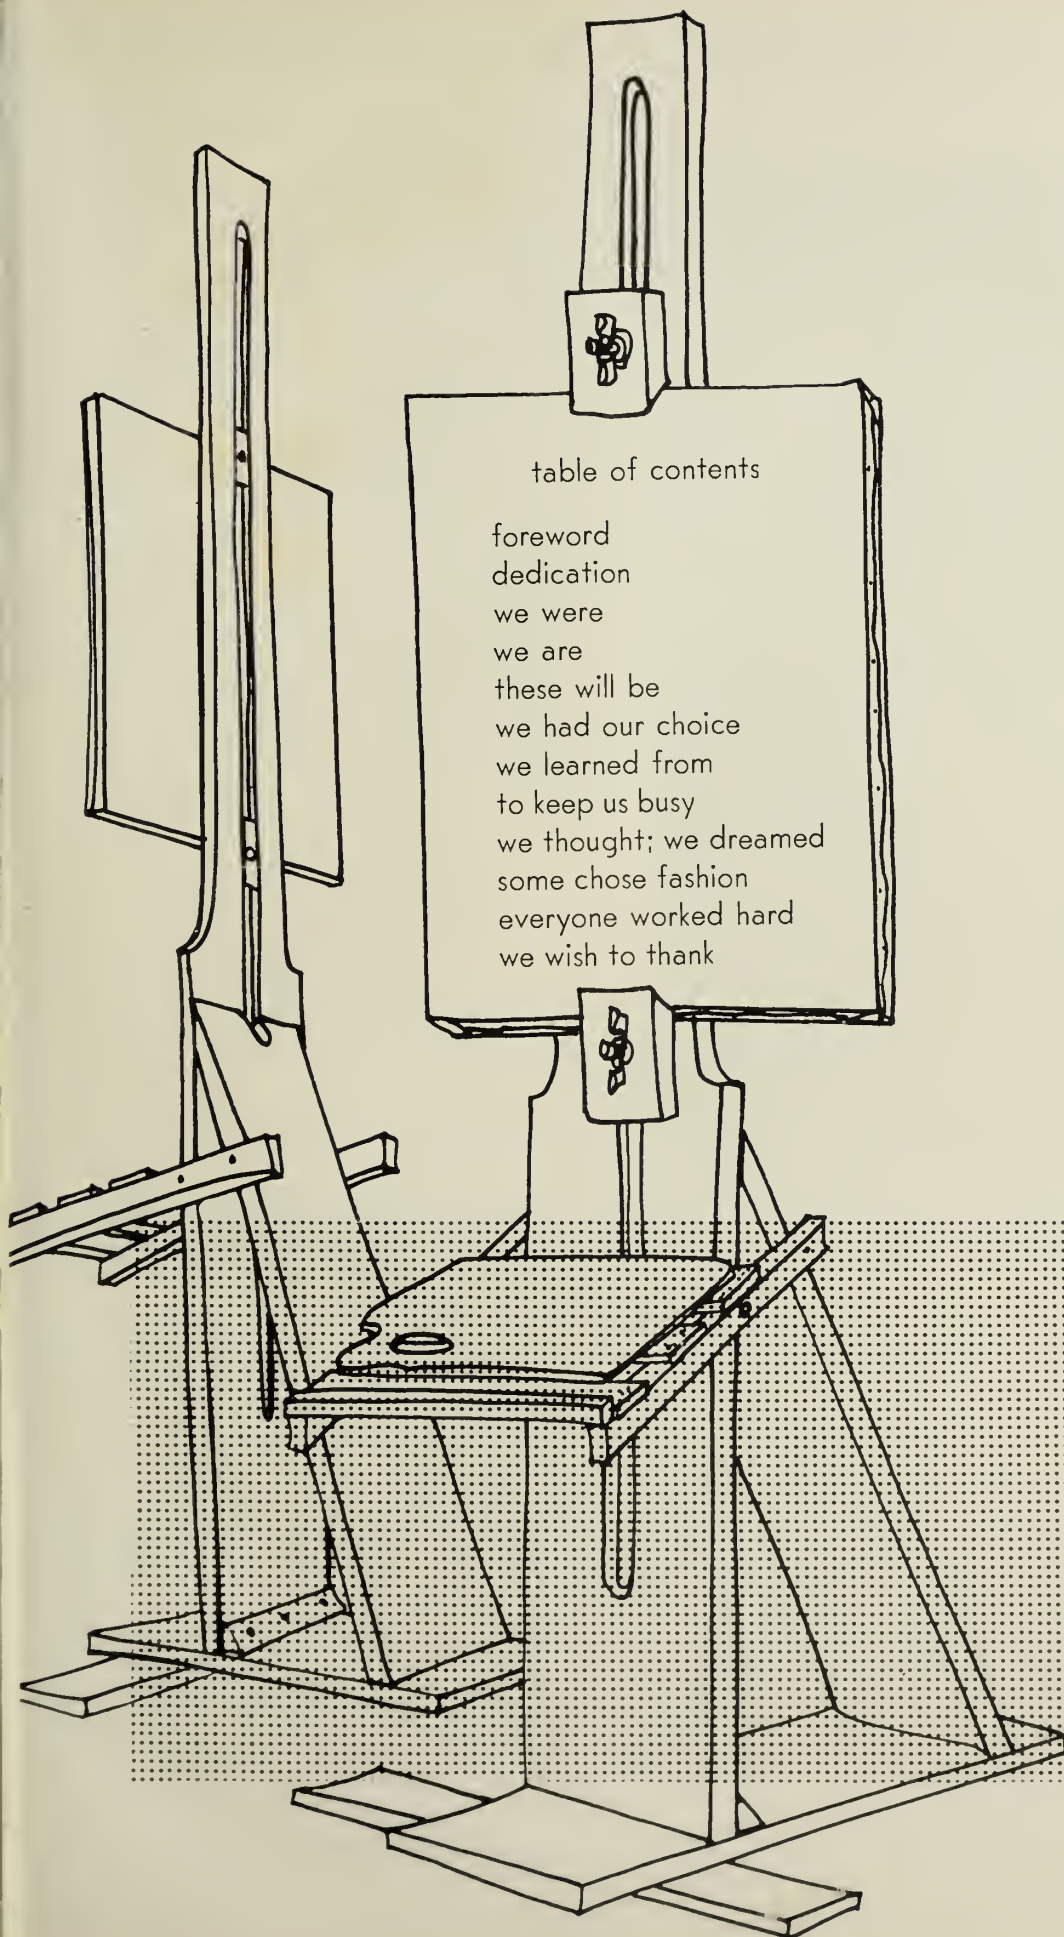 table of contents
foreword
dedication
we were
we are
these will be
we had our choice
we learned from
to keep us busy
we thought; we dreamed
some chose fashion
everyone worked hard
we wish to thank